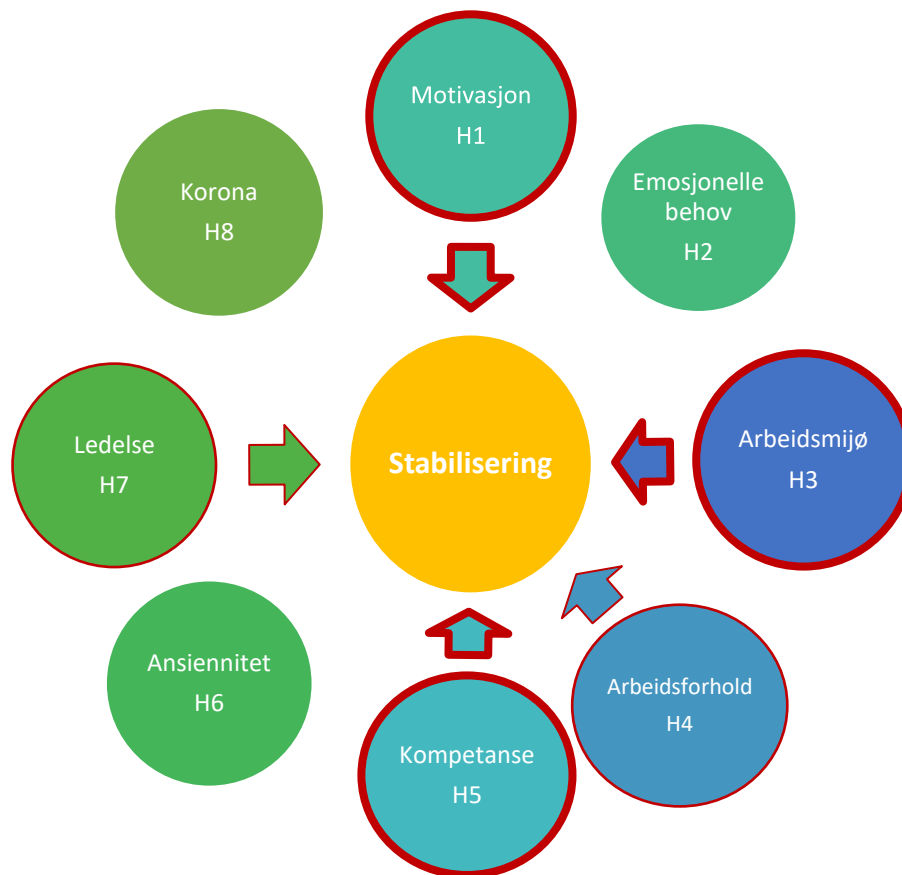 Motivasjon
H1
Emosjonelle
behov
H2
Arbeidsmijø
H3
Arbeidsforhold
H4
Kompetanse
H5
Ansiennitet
H6
Ledelse
H7
Korona
H8
Stabilisering